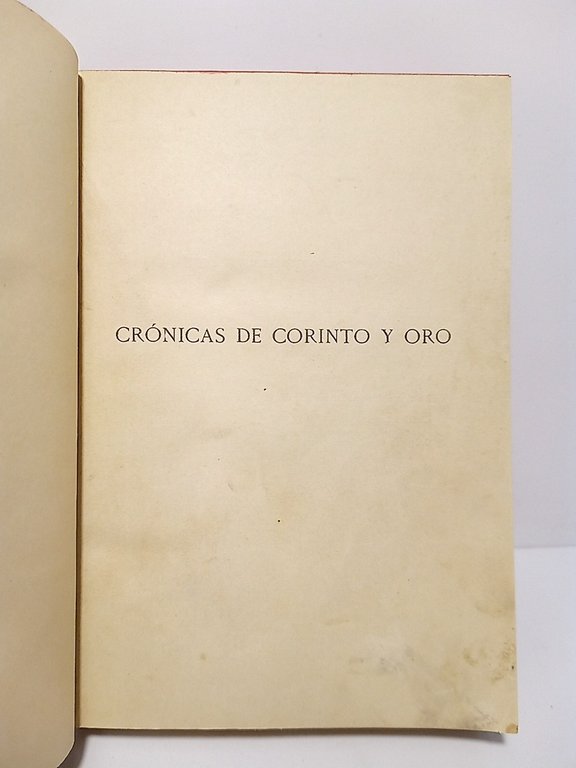 CRÓNICAS DE CORINTO Y ORO